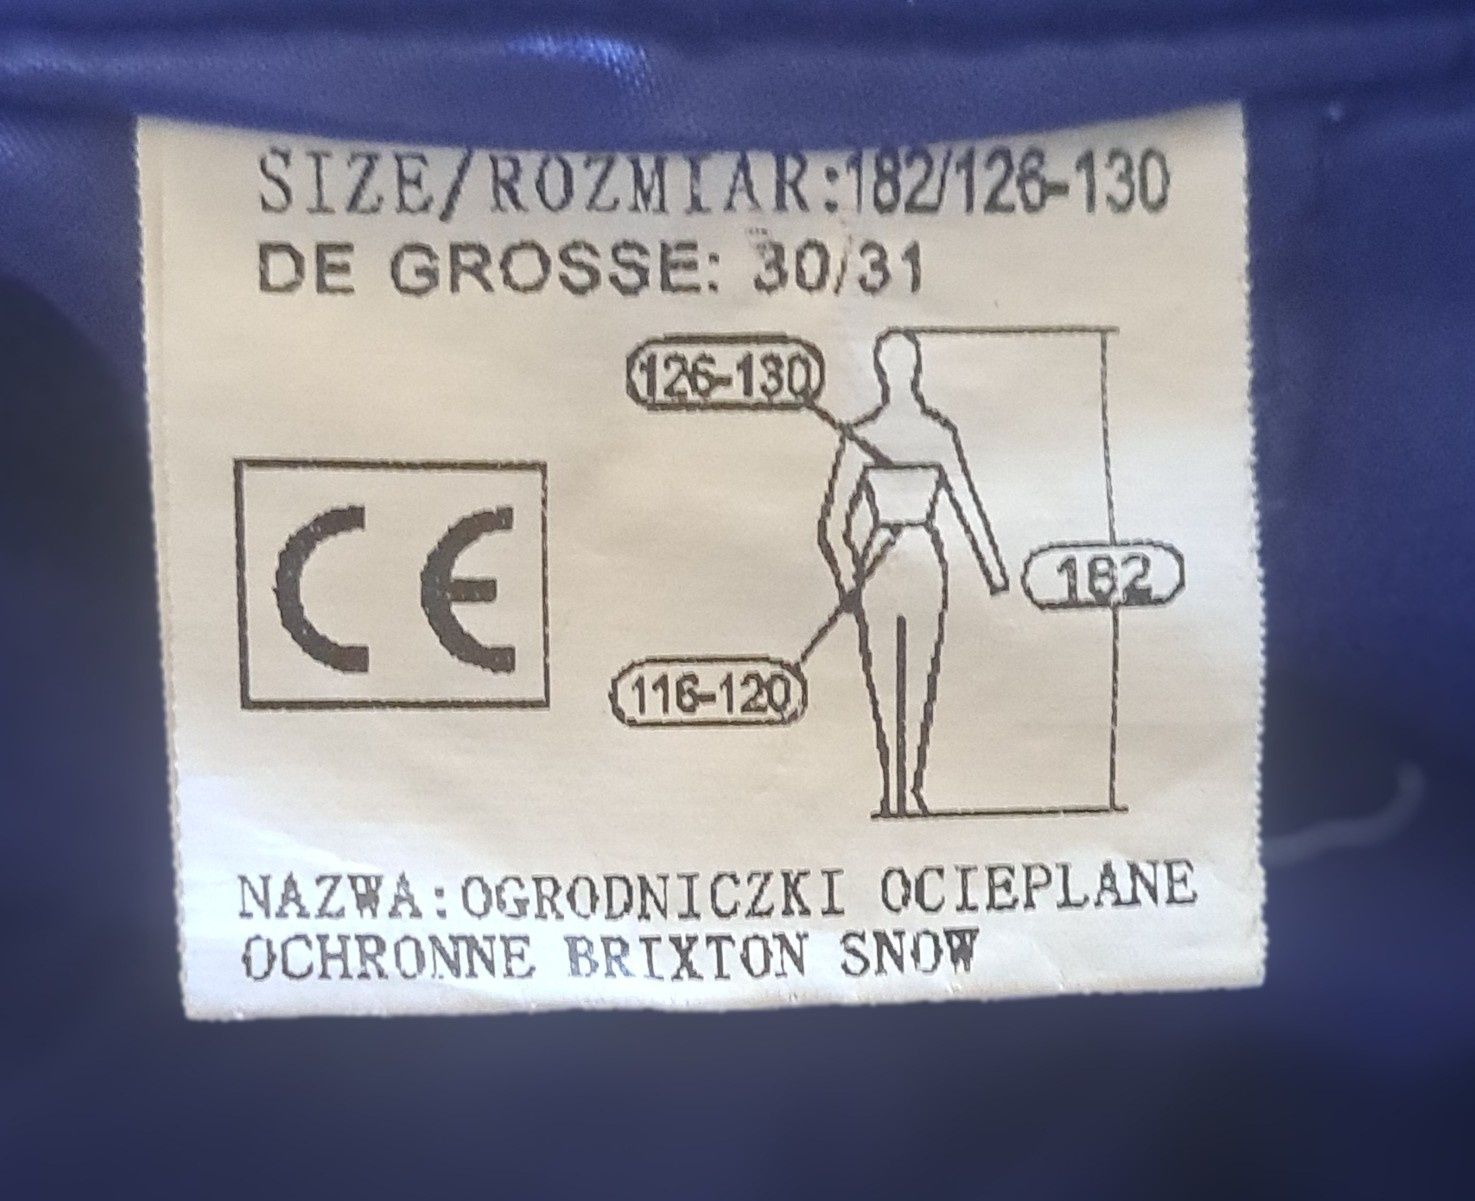 SIZE/ROZMIAR:182/126-130
DE GROSSE: 30/31
126-130
CE
182
116-120
NAZWA:OGRODNICZKI OCIEPLANE
OCHRONNE BRIXTON SNOW